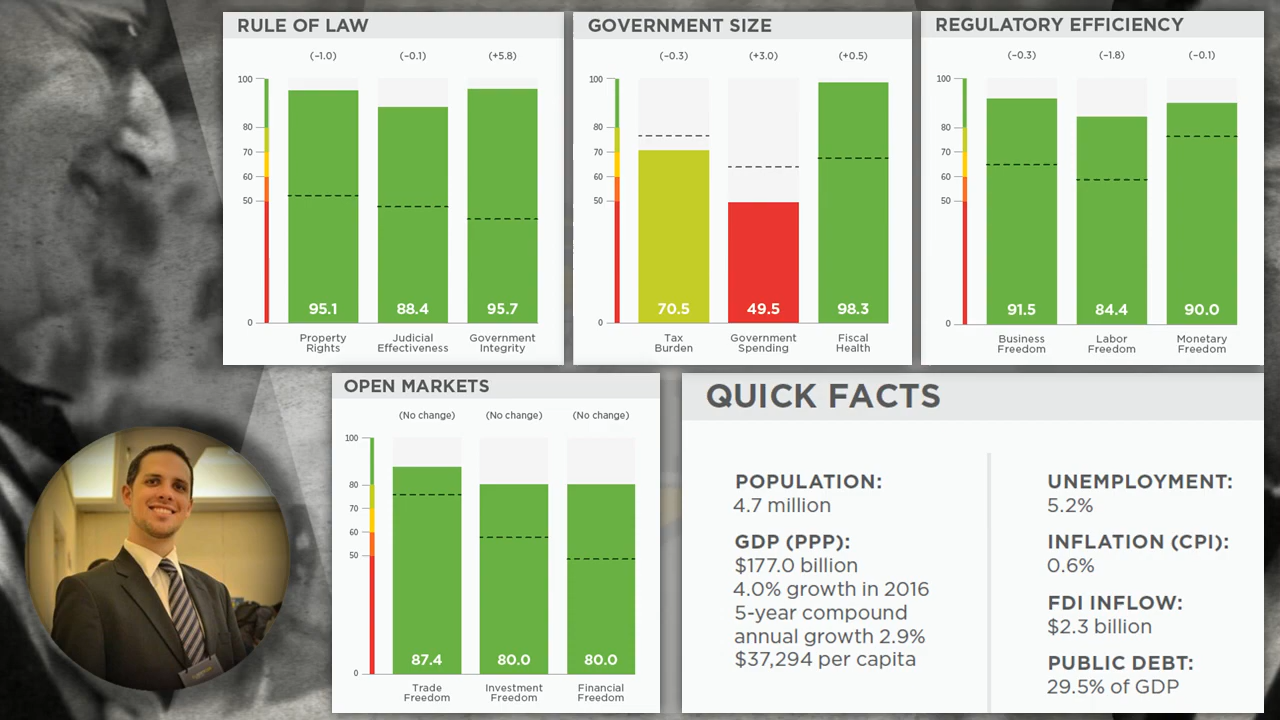 RULE OF LAW
(–1.0) (–0.1) (+5.8)
100
80
70
60
50
0
95.1 88.4 95.7
Property Rights
Judicial Effectiveness
Government Integrity
GOVERNMENT SIZE
(–0.3) (+3.0) (+0.5)
100
80
70
60
50
0
70.5 49.5 98.3
Tax Burden
Government Spending
Fiscal Health
REGULATORY EFFICIENCY
(–0.3) (–1.8) (–0.1)
100
80
70
60
50
0
91.5 84.4 90.0
Business Freedom
Labor Freedom
Monetary Freedom
OPEN MARKETS
(No change) (No change) (No change)
100
80
70
60
50
0
87.4 80.0 80.0
Trade Freedom
Investment Freedom
Financial Freedom
QUICK FACTS
POPULATION:
4.7 million
GDP (PPP):
$177.0 billion
4.0% growth in 2016
5-year compound
annual growth 2.9%
$37,294 per capita
UNEMPLOYMENT:
5.2%
INFLATION (CPI):
0.6%
FDI INFLOW:
$2.3 billion
PUBLIC DEBT:
29.5% of GDP